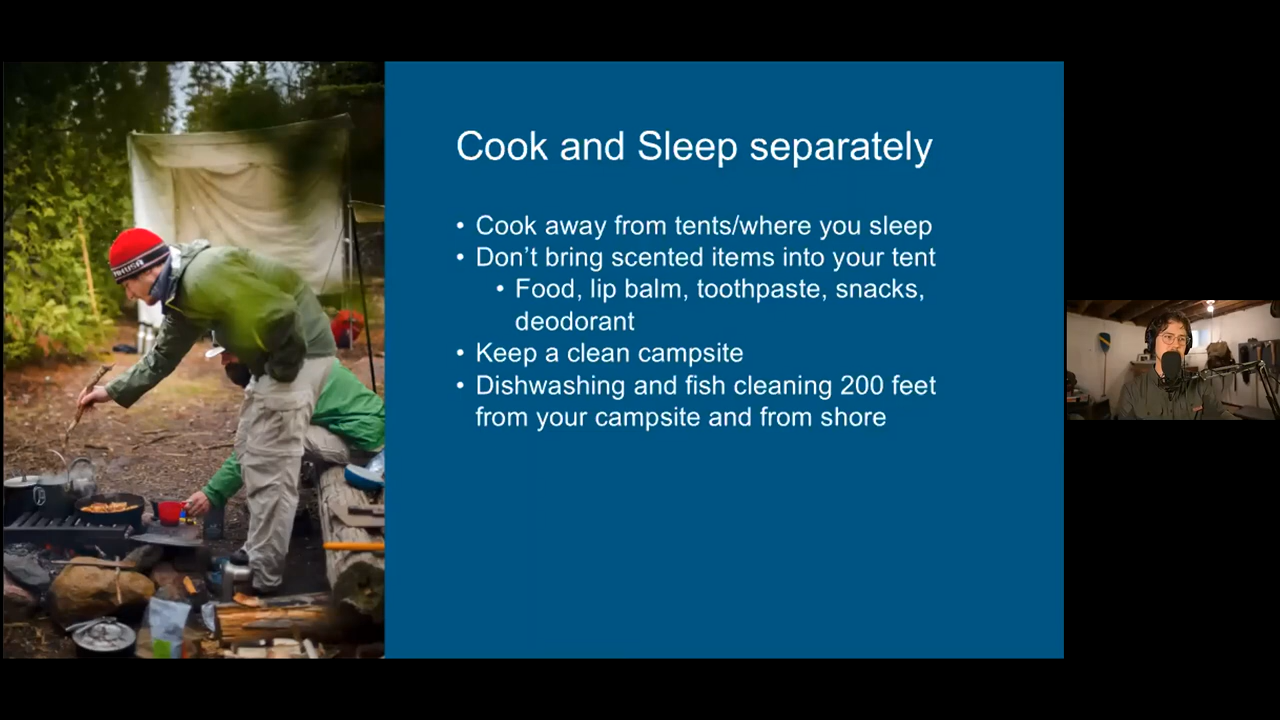 Cook and Sleep separately
• Cook away from tents/where you sleep
• Don’t bring scented items into your tent
• Food, lip balm, toothpaste, snacks,
deodorant
• Keep a clean campsite
• Dishwashing and fish cleaning 200 feet
from your campsite and from shore